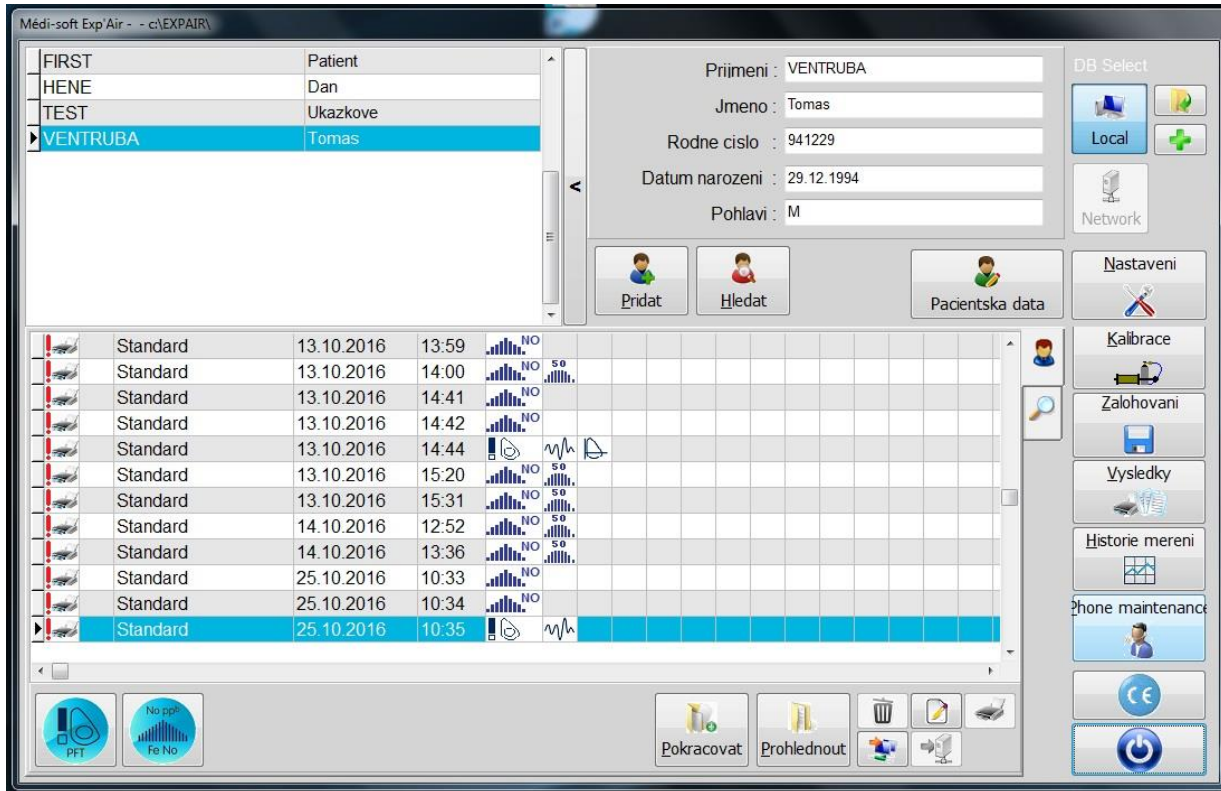 Médi-soft Exp'Air - - c:\EXPAIR\
FIRST Patient
HENE Dan
TEST Ukazkove
VENTRUBA Tomas
<
Prijmeni : VENTRUBA
Jmeno : Tomas
Rodne cislo : 941229
Datum narozeni : 29.12.1994
Pohlavi : M
Pridat
Hledat
Pacientska data
DB Select
Local
Network
Nastaveni
Kalibrace
Zalohovani
Vysledky
Historie mereni
Phone maintenance
CE
Standard 13.10.2016 13:59 NO
Standard 13.10.2016 14:00 NO 50
Standard 13.10.2016 14:41 NO
Standard 13.10.2016 14:42 NO
Standard 13.10.2016 14:44
Standard 13.10.2016 15:20 NO 50
Standard 13.10.2016 15:31 NO 50
Standard 14.10.2016 12:52 NO 50
Standard 14.10.2016 13:36 NO 50
Standard 25.10.2016 10:33 NO
Standard 25.10.2016 10:34 NO
Standard 25.10.2016 10:35
PFT
No ppb
Fe No
Pokracovat
Prohlednout